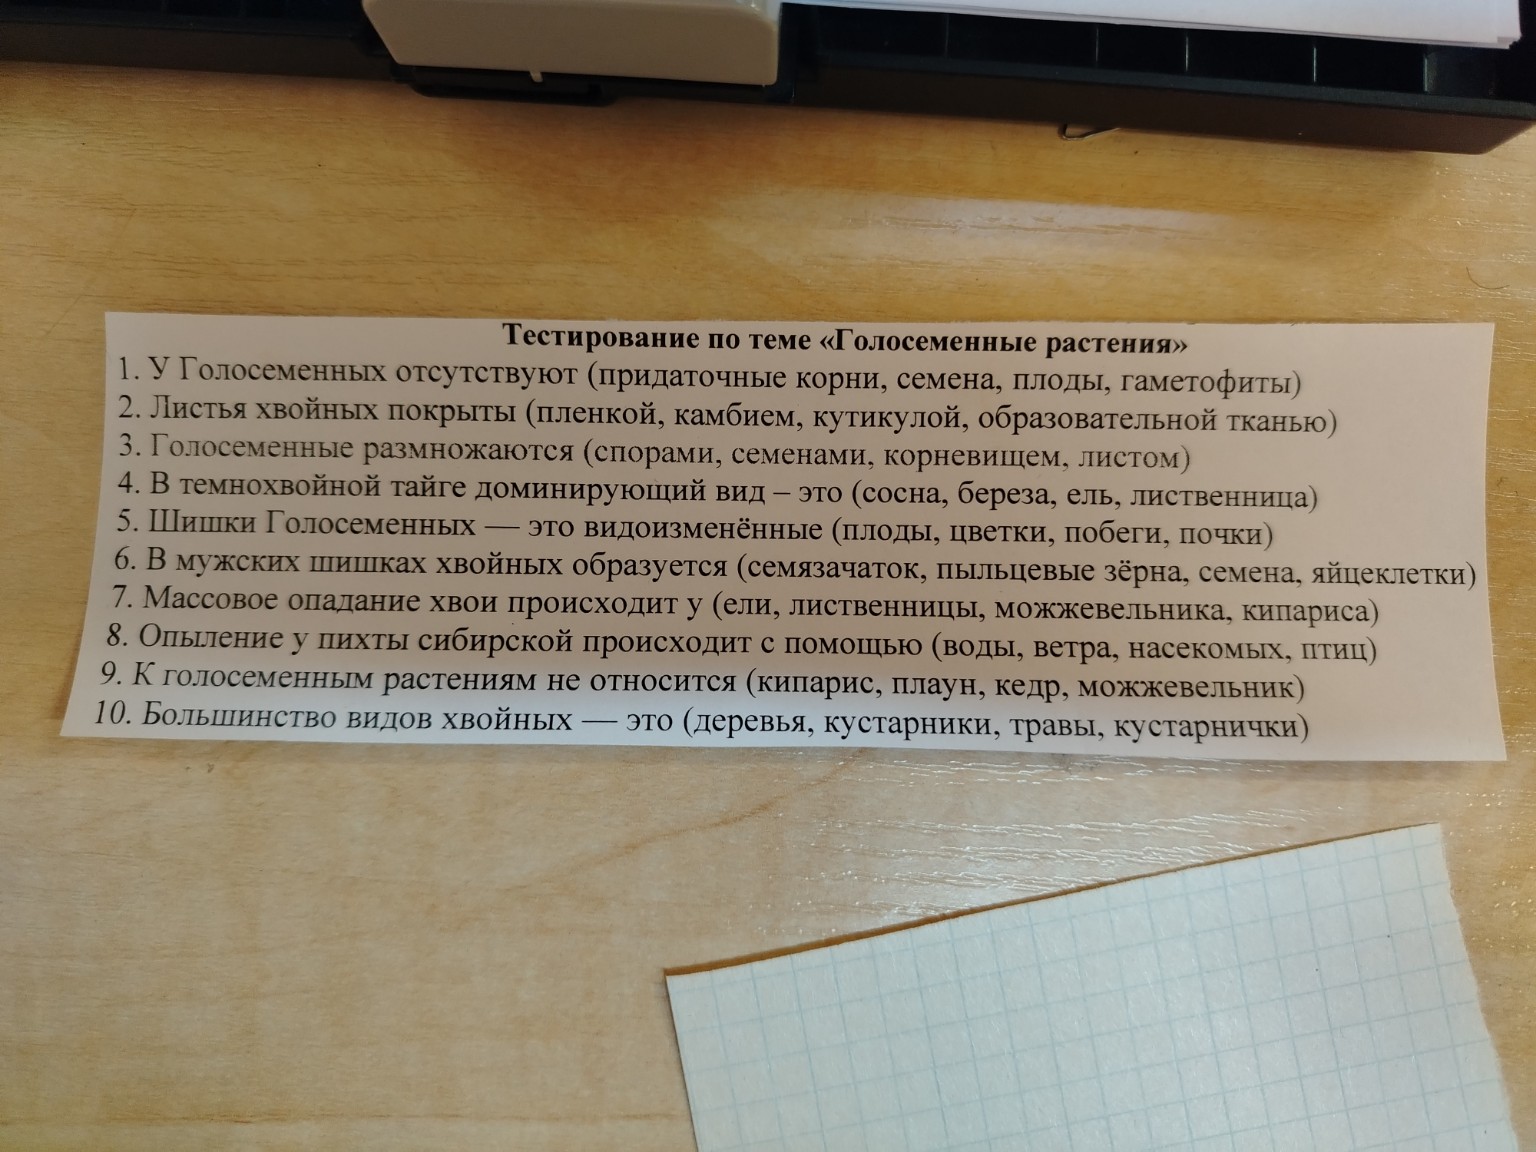 Тестирование по теме «Голосеменные растения»
1. У Голосеменных отсутствуют (придаточные корни, семена, плоды, гаметофиты)
2. Листья хвойных покрыты (пленкой, камбием, кутикулой, образовательной тканью)
3. Голосеменные размножаются (спорами, семенами, корневищем, листом)
4. В темнохвойной тайге доминирующий вид – это (сосна, береза, ель, лиственница)
5. Шишки Голосеменных — это видоизменённые (плоды, цветки, побеги, почки)
6. В мужских шишках хвойных образуется (семязачаток, пыльцевые зёрна, семена, яйцеклетки)
7. Массовое опадание хвои происходит у (ели, лиственницы, можжевельника, кипариса)
8. Опыление у пихты сибирской происходит с помощью (воды, ветра, насекомых, птиц)
9. К голосеменным растениям не относится (кипарис, плаун, кедр, можжевельник)
10. Большинство видов хвойных — это (деревья, кустарники, травы, кустарнички)